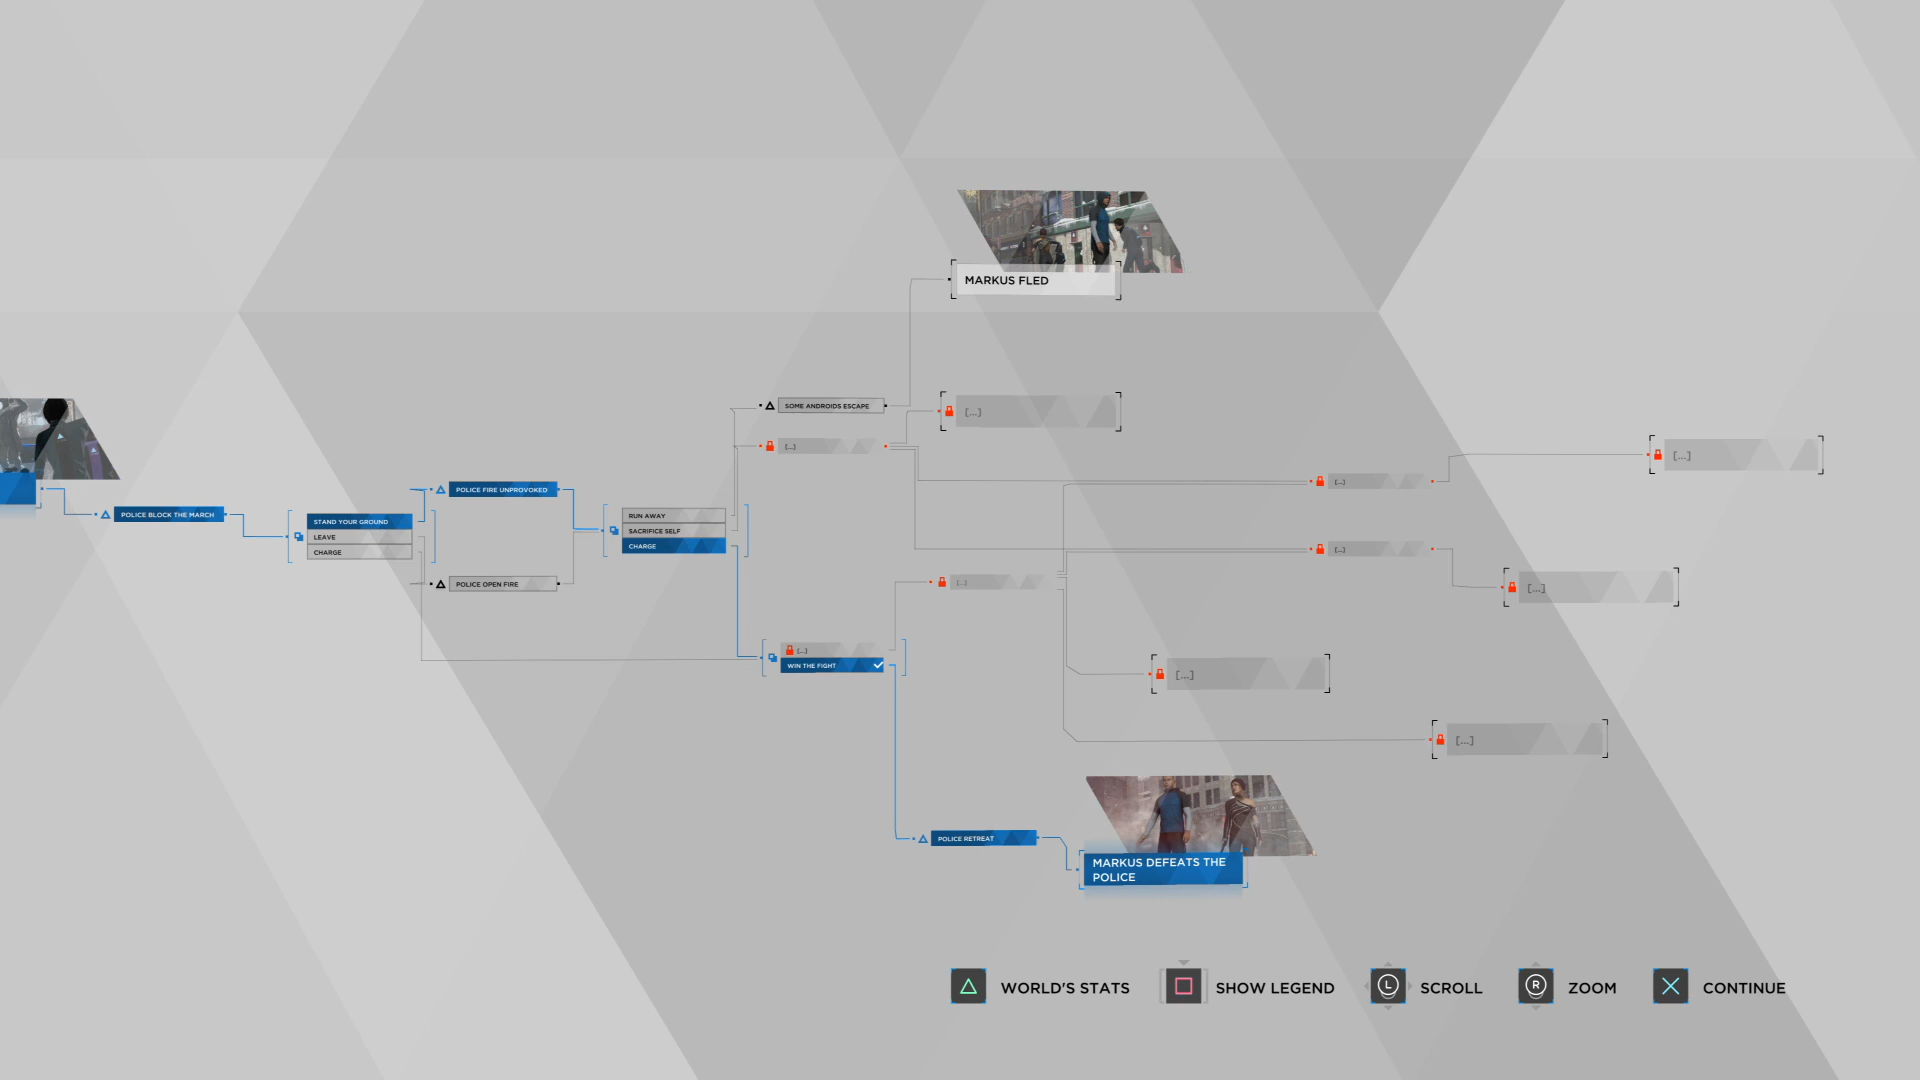 MARKUS FLED
SOME ANDROIDS ESCAPE
[...]
[...]
[...]
[...]
POLICE FIRE UNPROVOKED
POLICE BLOCK THE MARCH
STAND YOUR GROUND
LEAVE
CHARGE
RUN AWAY
SACRIFICE SELF
CHARGE
[...]
POLICE OPEN FIRE
[...]
[...]
[...]
WIN THE FIGHT
[...]
[...]
POLICE RETREAT
MARKUS DEFEATS THE
POLICE
WORLD'S STATS
SHOW LEGEND
L
SCROLL
R
ZOOM
CONTINUE